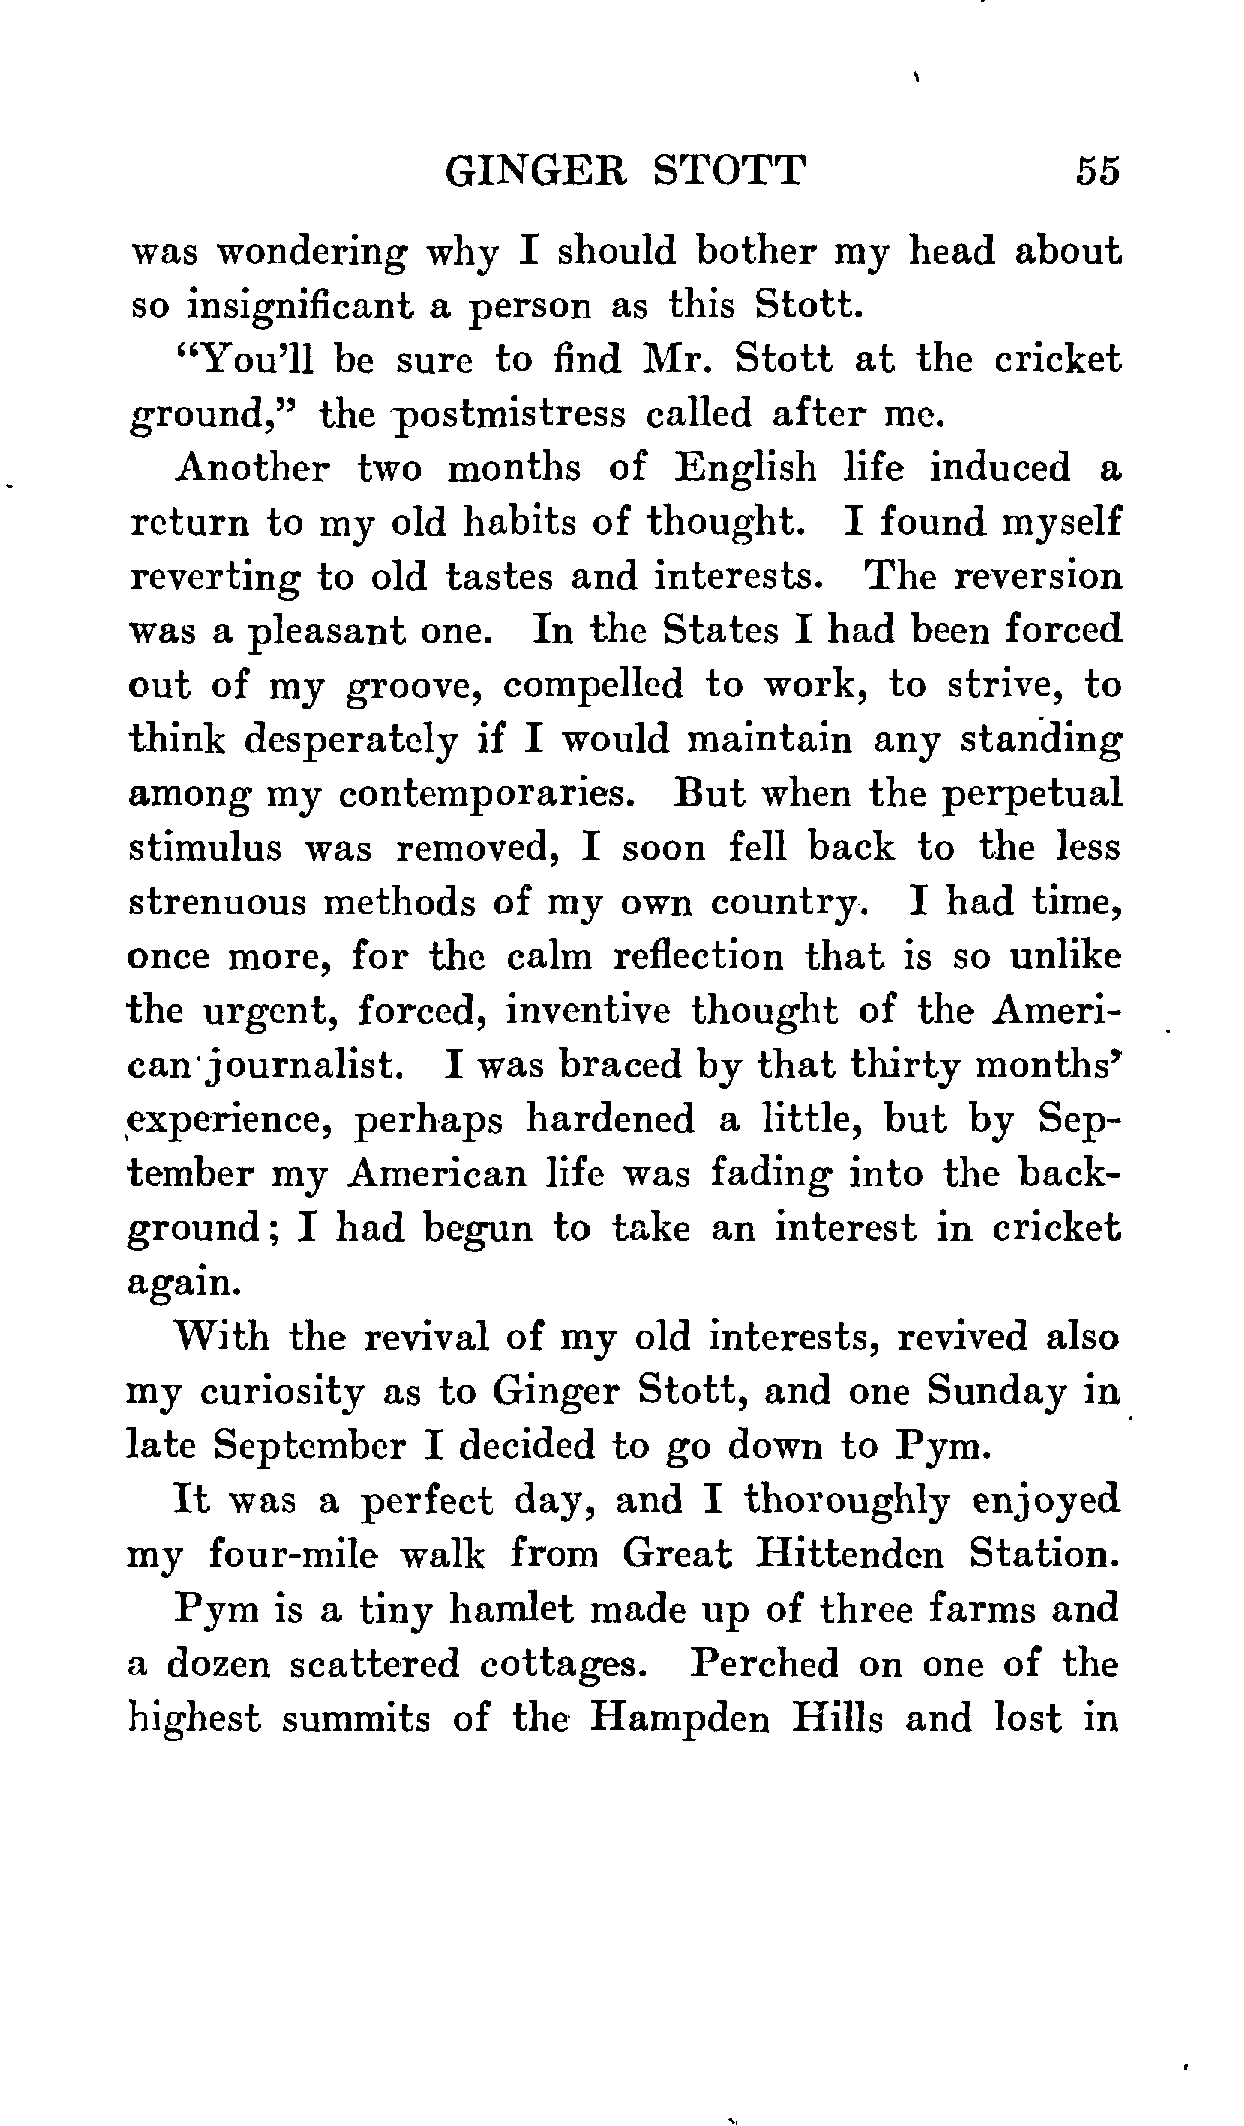 GINGER STOTT 55
was wondering why I should bother my head about
so insignificant a person as this Stott.
“You’ll be sure to find Mr. Stott at the cricket
ground,” the postmistress called after me.
Another two months of English life induced a
return to my old habits of thought. I found myself
reverting to old tastes and interests. The reversion
was a pleasant one. In the States I had been forced
out of my groove, compelled to work, to strive, to
think desperately if I would maintain any standing
among my contemporaries. But when the perpetual
stimulus was removed, I soon fell back to the less
strenuous methods of my own country. I had time,
once more, for the calm reflection that is so unlike
the urgent, forced, inventive thought of the Ameri-
can journalist. I was braced by that thirty months’
experience, perhaps hardened a little, but by Sep-
tember my American life was fading into the back-
ground; I had begun to take an interest in cricket
again.
With the revival of my old interests, revived also
my curiosity as to Ginger Stott, and one Sunday in
late September I decided to go down to Pym.
It was a perfect day, and I thoroughly enjoyed
my four-mile walk from Great Hittenden Station.
Pym is a tiny hamlet made up of three farms and
a dozen scattered cottages. Perched on one of the
highest summits of the Hampden Hills and lost in